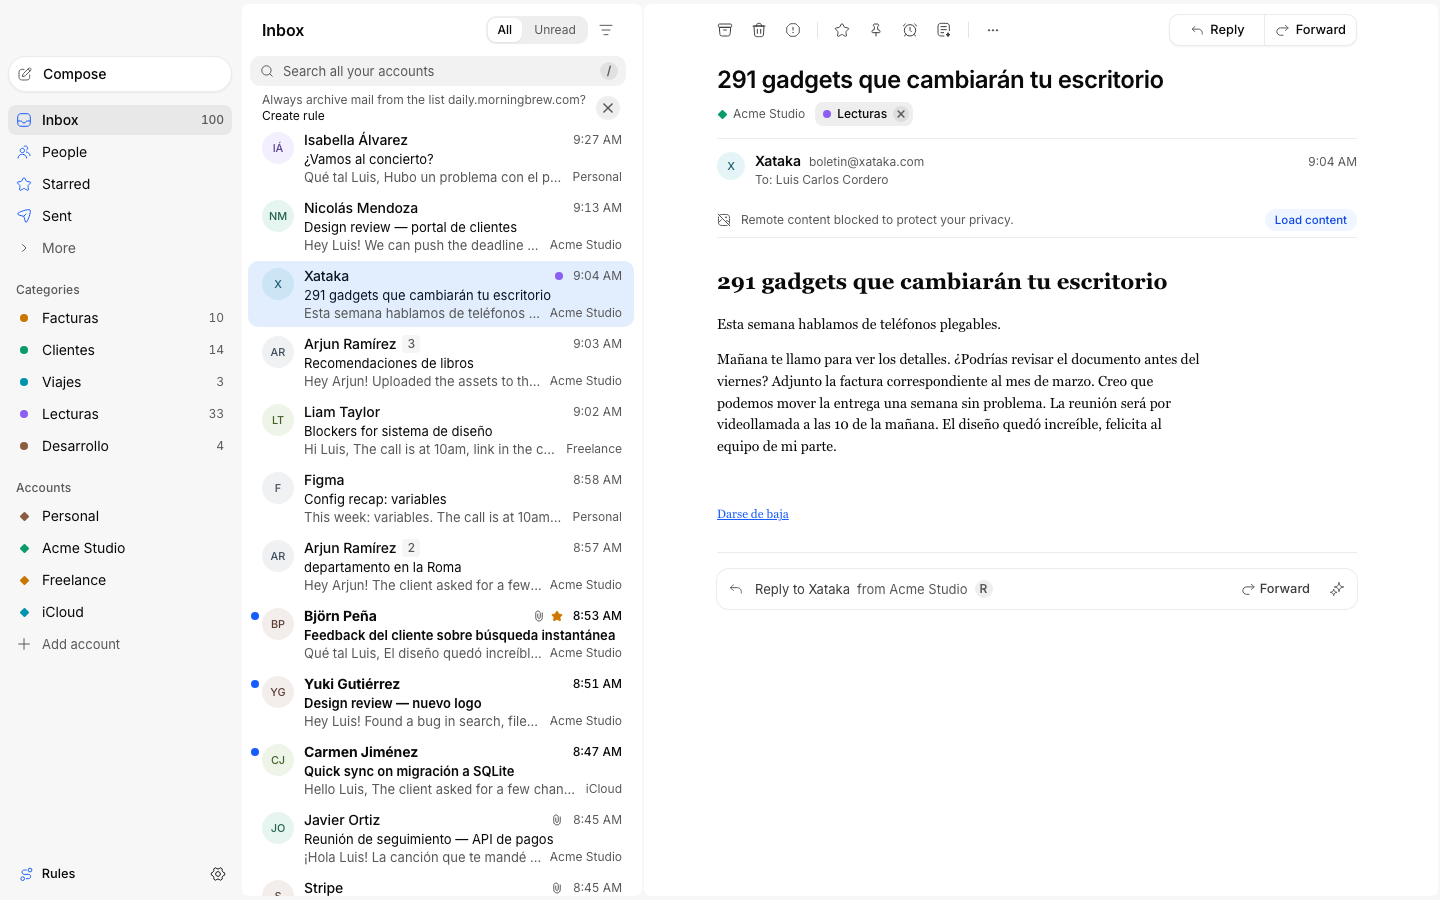 Compose
Inbox 100
People
Starred
Sent
More
Categories
Facturas 10
Clientes 14
Viajes 3
Lecturas 33
Desarrollo 4
Accounts
Personal
Acme Studio
Freelance
iCloud
Add account
Rules
Inbox
All Unread
Search all your accounts /
Always archive mail from the list daily.morningbrew.com?
Create rule
IÁ Isabella Álvarez 9:27 AM
¿Vamos al concierto?
Qué tal Luis, Hubo un problema con el p... Personal
NM Nicolás Mendoza 9:13 AM
Design review — portal de clientes
Hey Luis! We can push the deadline ... Acme Studio
X Xataka 9:04 AM
291 gadgets que cambiarán tu escritorio
Esta semana hablamos de teléfonos ... Acme Studio
AR Arjun Ramírez 3 9:03 AM
Recomendaciones de libros
Hey Arjun! Uploaded the assets to th... Acme Studio
LT Liam Taylor 9:02 AM
Blockers for sistema de diseño
Hi Luis, The call is at 10am, link in the c... Freelance
F Figma 8:58 AM
Config recap: variables
This week: variables. The call is at 10am... Personal
AR Arjun Ramírez 2 8:57 AM
departamento en la Roma
Hey Arjun! The client asked for a few... Acme Studio
BP Björn Peña 8:53 AM
Feedback del cliente sobre búsqueda instantánea
Qué tal Luis, El diseño quedó increíbl... Acme Studio
YG Yuki Gutiérrez 8:51 AM
Design review — nuevo logo
Hey Luis! Found a bug in search, file... Acme Studio
CJ Carmen Jiménez 8:47 AM
Quick sync on migración a SQLite
Hello Luis, The client asked for a few chan... iCloud
JO Javier Ortiz 8:45 AM
Reunión de seguimiento — API de pagos
¡Hola Luis! La canción que te mandé ... Acme Studio
S Stripe 8:45 AM
Reply Forward
291 gadgets que cambiarán tu escritorio
Acme Studio Lecturas
X Xataka boletin@xataka.com 9:04 AM
To: Luis Carlos Cordero
Remote content blocked to protect your privacy. Load content
291 gadgets que cambiarán tu escritorio
Esta semana hablamos de teléfonos plegables.
Mañana te llamo para ver los detalles. ¿Podrías revisar el documento antes del
viernes? Adjunto la factura correspondiente al mes de marzo. Creo que
podemos mover la entrega una semana sin problema. La reunión será por
videollamada a las 10 de la mañana. El diseño quedó increíble, felicita al
equipo de mi parte.
Darse de baja
Reply to Xataka from Acme Studio R Forward